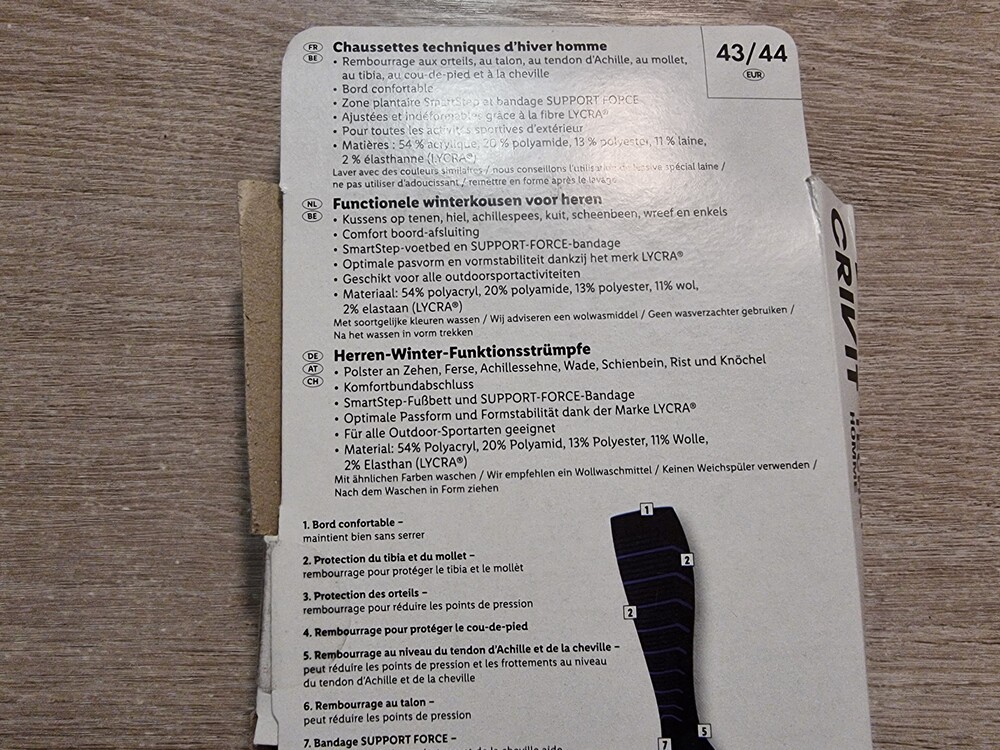 FR
BE
Chaussettes techniques d'hiver homme
43/44
EUR
• Rembourrage aux orteils, au talon, au tendon d'Achille, au mollet,
au tibia, au cou-de-pied et à la cheville
• Bord confortable
• Zone plantaire SmartStep et bandage SUPPORT FORCE
• Ajustées et indéformables grâce à la fibre LYCRA®
• Pour toutes les activités sportives d'extérieur
• Matières : 54 % acrylique, 20 % polyamide, 13 % polyester, 11 % laine,
2 % élasthanne (LYCRA®)
Laver avec des couleurs similaires / nous conseillons l'utilisation de lessive spécial laine /
ne pas utiliser d'adoucissant / remettre en forme après le lavage
NL
BE
Functionele winterkousen voor heren
• Kussens op tenen, hiel, achillespees, kuit, scheenbeen, wreef en enkels
• Comfort boord-afsluiting
• SmartStep-voetbed en SUPPORT-FORCE-bandage
• Optimale pasvorm en vormstabiliteit dankzij het merk LYCRA®
• Geschikt voor alle outdoorsportactiviteiten
• Materiaal: 54% polyacryl, 20% polyamide, 13% polyester, 11% wol,
2% elastaan (LYCRA®)
Met soortgelijke kleuren wassen / Wij adviseren een wolwasmiddel / Geen wasverzachter gebruiken /
Na het wassen in vorm trekken
DE
AT
CH
Herren-Winter-Funktionsstrümpfe
• Polster an Zehen, Ferse, Achillessehne, Wade, Schienbein, Rist und Knöchel
• Komfortbundabschluss
• SmartStep-Fußbett und SUPPORT-FORCE-Bandage
• Optimale Passform und Formstabilität dank der Marke LYCRA®
• Für alle Outdoor-Sportarten geeignet
• Material: 54% Polyacryl, 20% Polyamid, 13% Polyester, 11% Wolle,
2% Elasthan (LYCRA®)
Mit ähnlichen Farben waschen / Wir empfehlen ein Wollwaschmittel / Keinen Weichspüler verwenden /
Nach dem Waschen in Form ziehen
1. Bord confortable –
maintient bien sans serrer
2. Protection du tibia et du mollet –
rembourrage pour protéger le tibia et le mollet
3. Protection des orteils –
rembourrage pour réduire les points de pression
4. Rembourrage pour protéger le cou-de-pied
5. Rembourrage au niveau du tendon d'Achille et de la cheville –
peut réduire les points de pression et les frottements au niveau
du tendon d'Achille et de la cheville
6. Rembourrage au talon –
peut réduire les points de pression
7. Bandage SUPPORT FORCE –
1
2
2
5
7
CRIVIT
HOMME